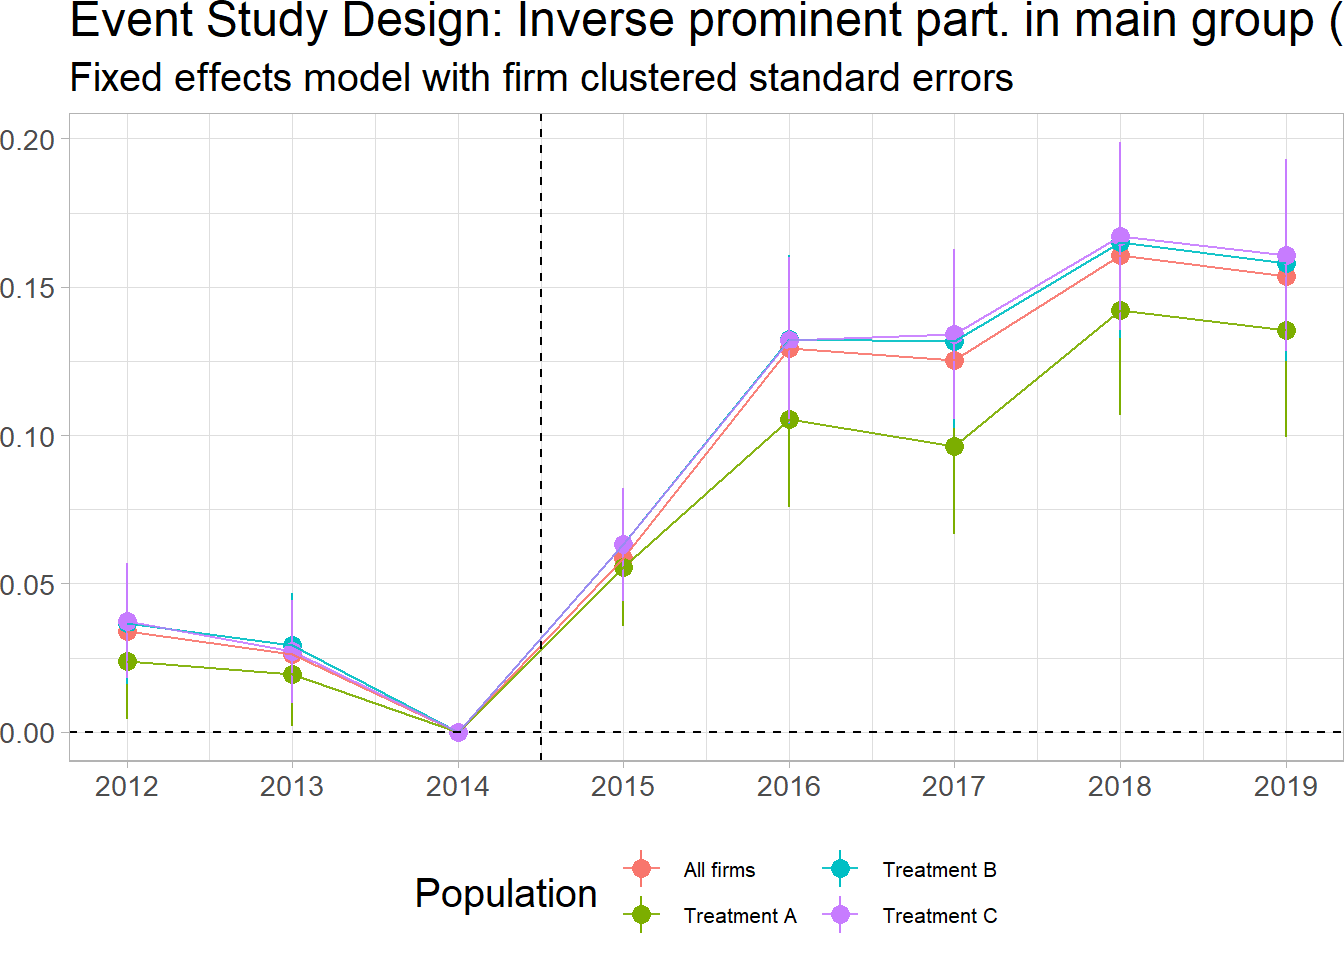 Event Study Design: Inverse prominent part. in main group (
Fixed effects model with firm clustered standard errors
0.20
0.15
0.10
0.05
0.00
2012 2013 2014 2015 2016 2017 2018 2019
Population
All firms
Treatment B
Treatment A
Treatment C